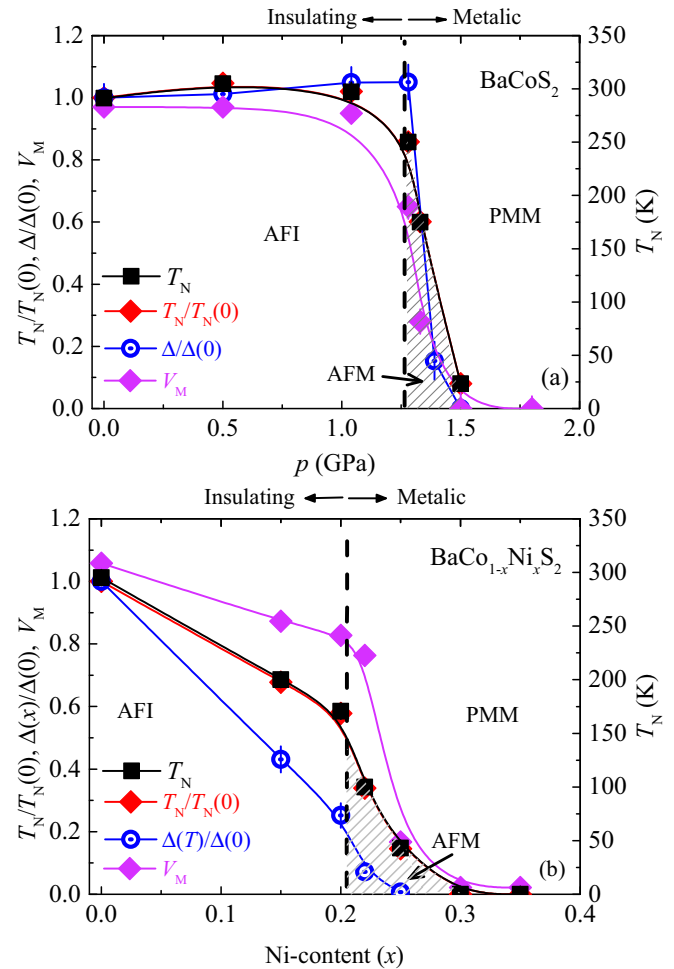 Insulating Metalic
1.2
1.0
0.8
0.6
0.4
0.2
0.0
T_N/T_N(0), Δ/Δ(0), V_M
350
300
250
200
150
100
50
0
T_N (K)
BaCoS₂
AFI
PMM
T_N
T_N/T_N(0)
Δ/Δ(0)
V_M
AFM
(a)
0.0 0.5 1.0 1.5 2.0
p (GPa)
Insulating Metalic
1.2
1.0
0.8
0.6
0.4
0.2
0.0
T_N/T_N(0), Δ(x)/Δ(0), V_M
350
300
250
200
150
100
50
0
T_N (K)
BaCo₁₋ₓNiₓS₂
AFI
PMM
T_N
T_N/T_N(0)
Δ(T)/Δ(0)
V_M
AFM
(b)
0.0 0.1 0.2 0.3 0.4
Ni-content (x)